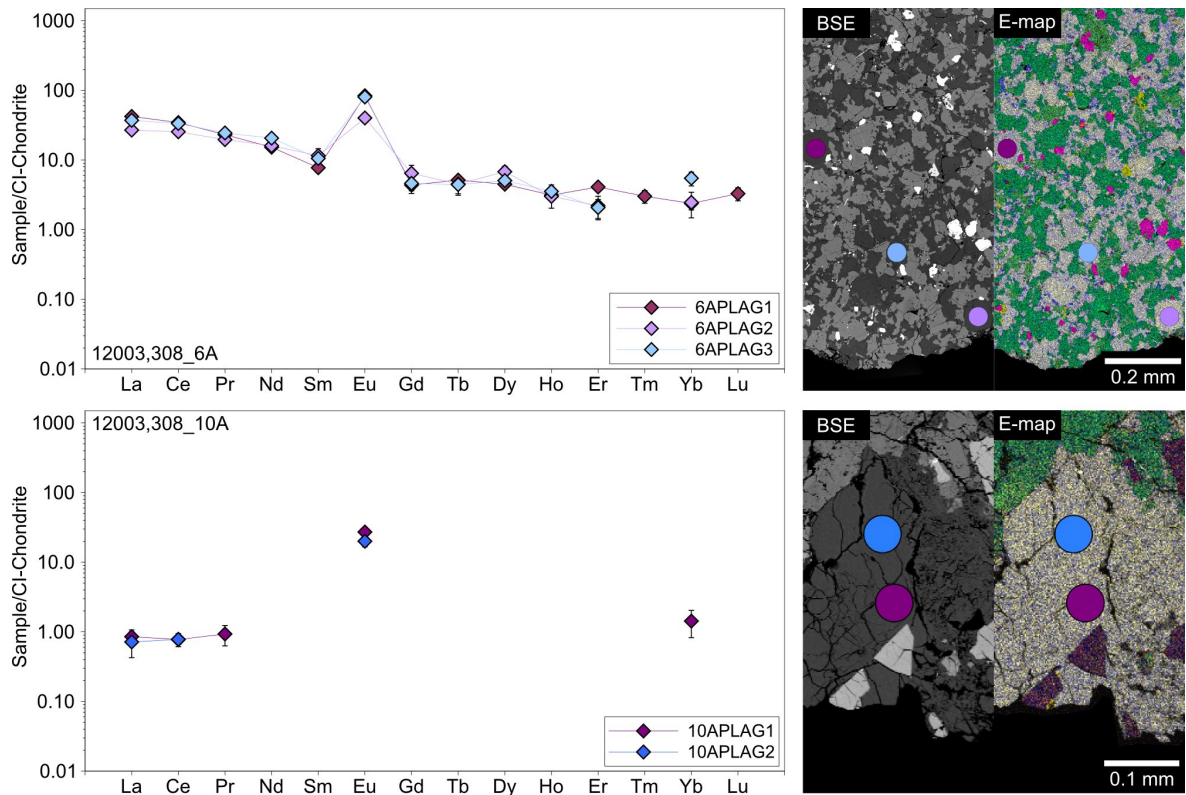 Sample/CI-Chondrite
1000
100
10.0
1.00
0.10
0.01
12003,308_6A
6APLAG1
6APLAG2
6APLAG3
La Ce Pr Nd Sm Eu Gd Tb Dy Ho Er Tm Yb Lu
BSE
E-map
0.2 mm
Sample/CI-Chondrite
1000
100
10.0
1.00
0.10
0.01
12003,308_10A
10APLAG1
10APLAG2
La Ce Pr Nd Sm Eu Gd Tb Dy Ho Er Tm Yb Lu
BSE
E-map
0.1 mm